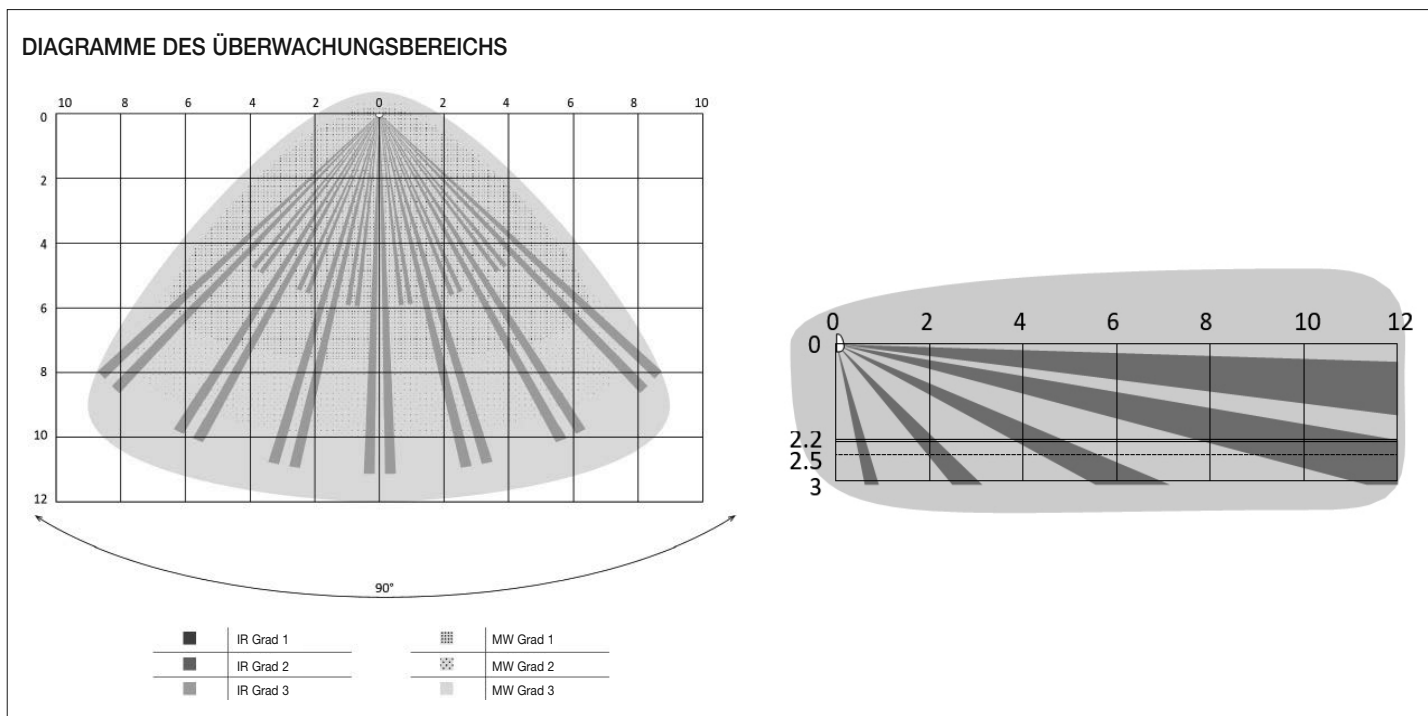 DIAGRAMME DES ÜBERWACHUNGSBEREICHS
10 8 6 4 2 0 2 4 6 8 10
0
2
4
6
8
10
12
90°
0 2 4 6 8 10 12
0
2.2
2.5
3
IR Grad 1 MW Grad 1
IR Grad 2 MW Grad 2
IR Grad 3 MW Grad 3